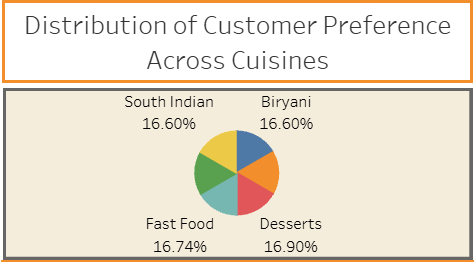 Distribution of Customer Preference
Across Cuisines
South Indian
16.60%
Biryani
16.60%
Fast Food
16.74%
Desserts
16.90%